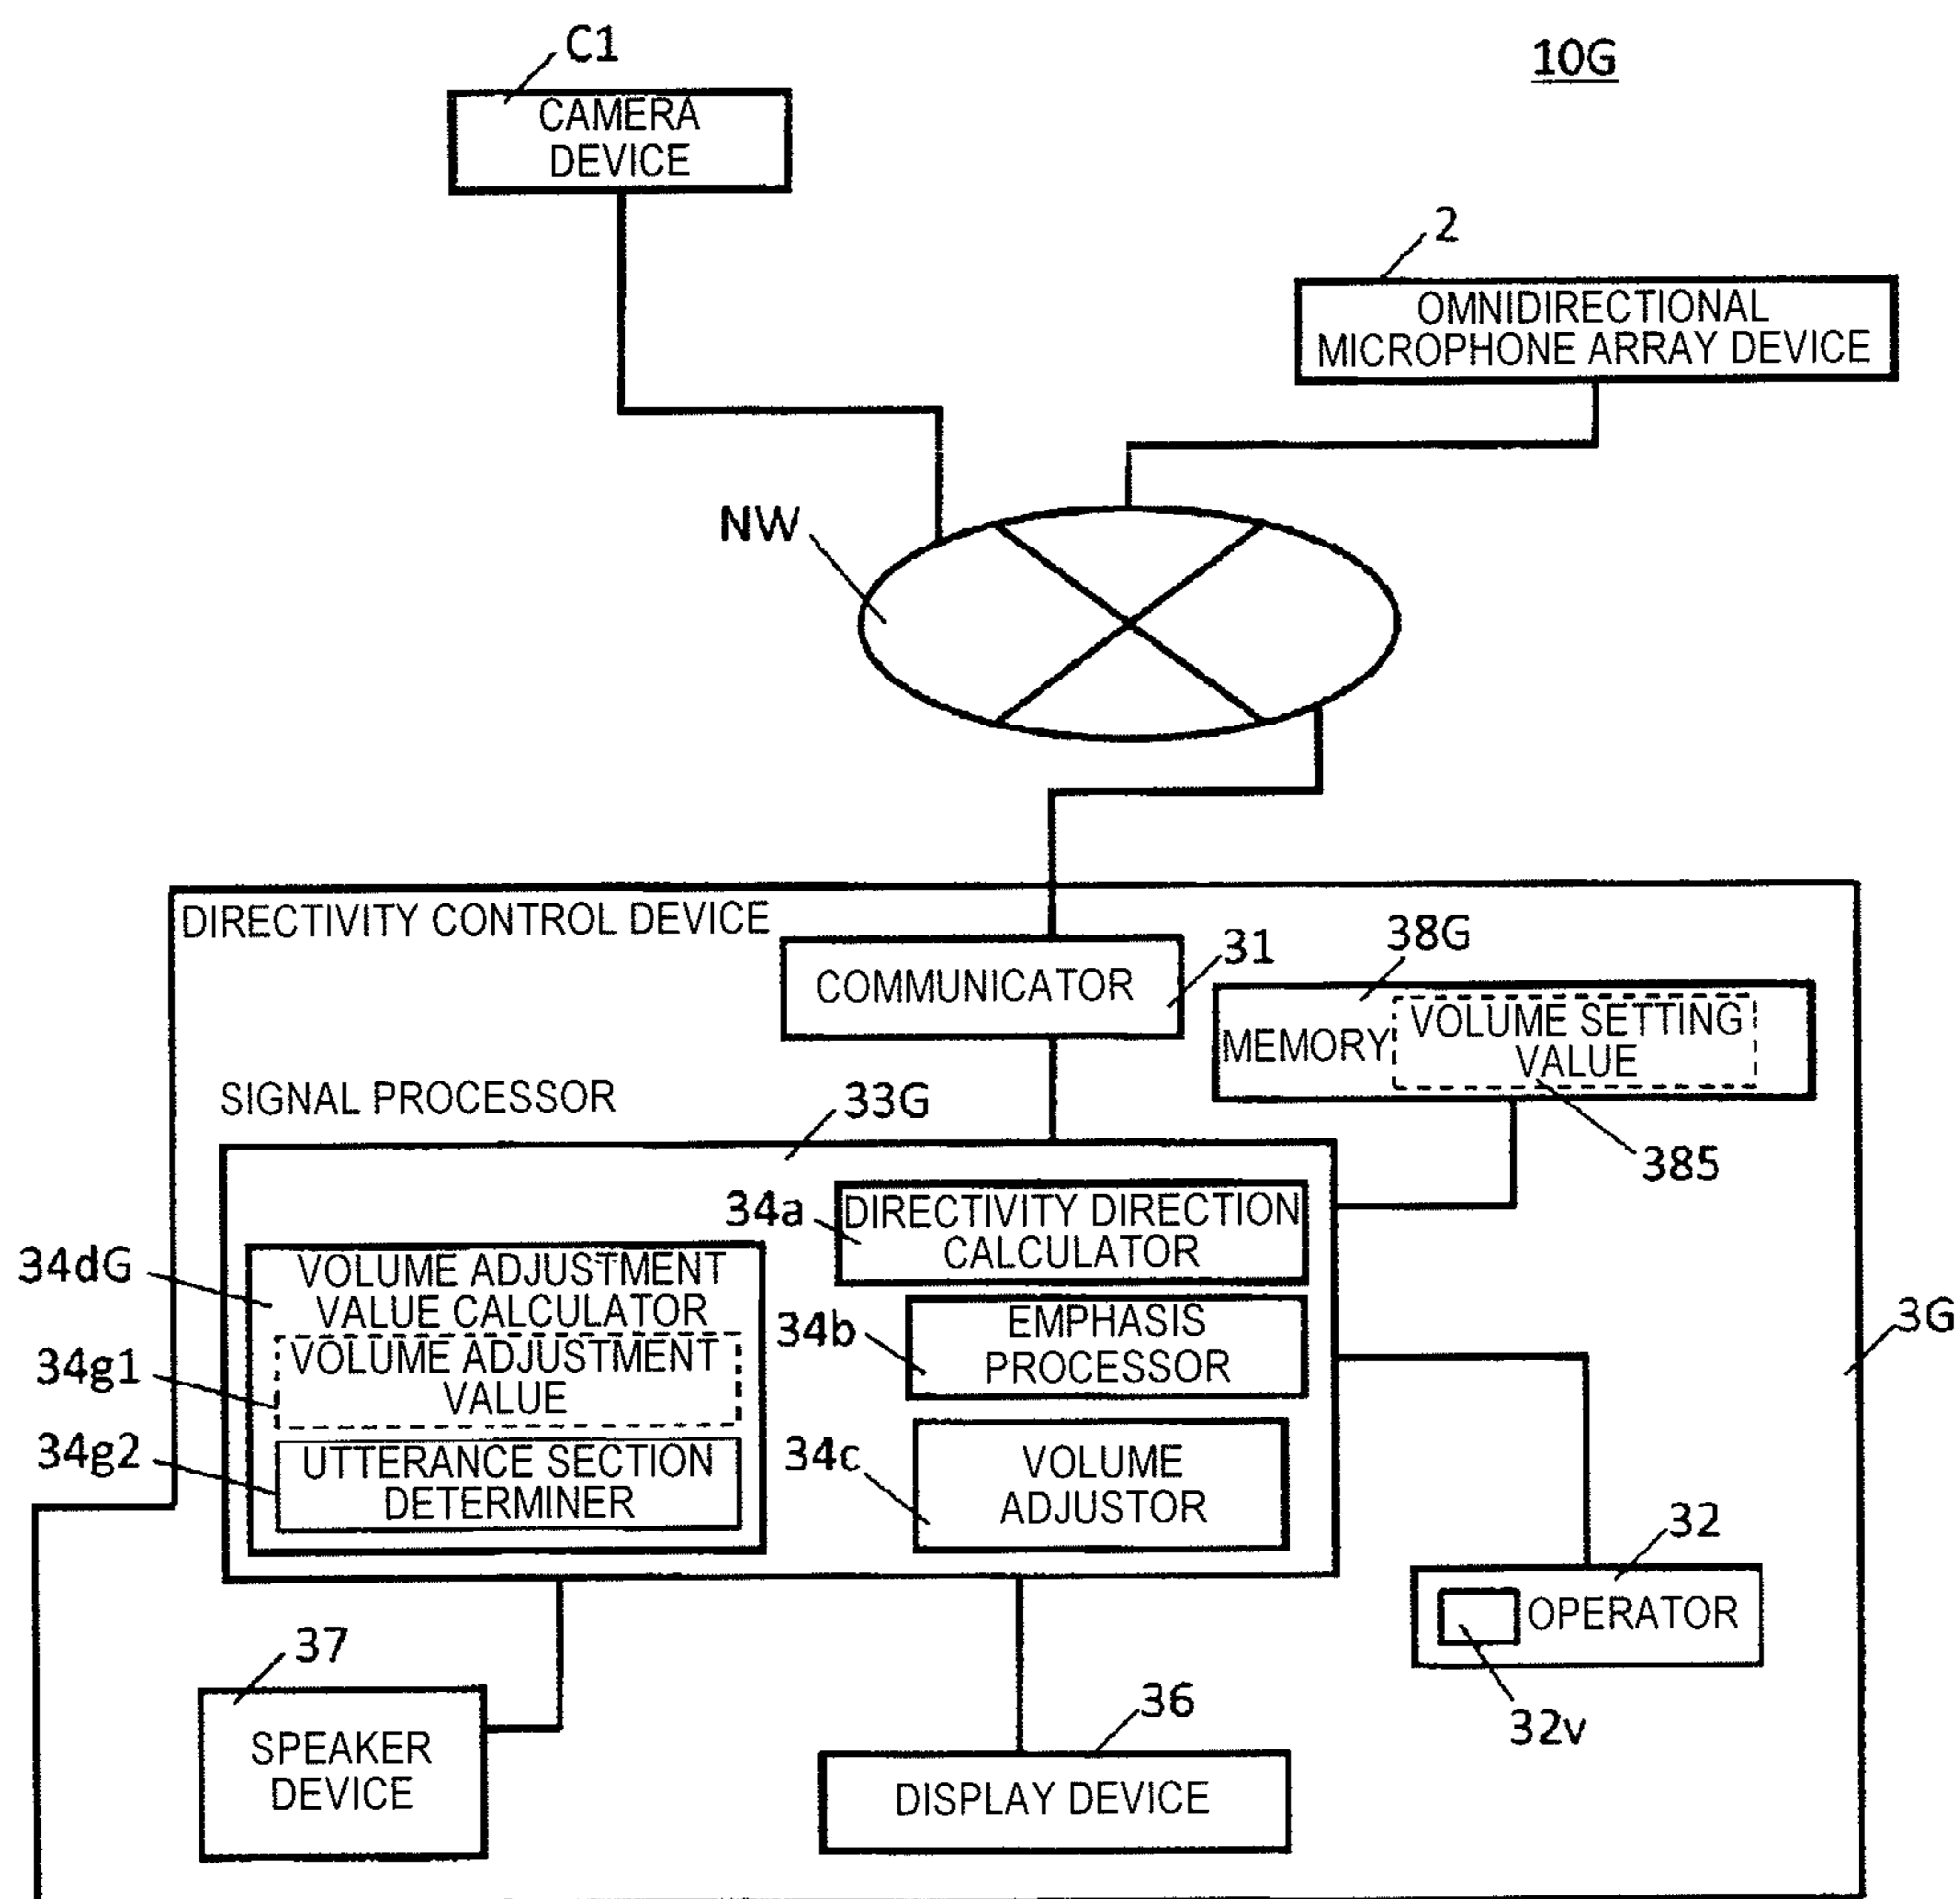 10G
C1
CAMERA
DEVICE
2
OMNIDIRECTIONAL
MICROPHONE ARRAY DEVICE
NW
DIRECTIVITY CONTROL DEVICE
COMMUNICATOR
31
38G
MEMORY
VOLUME SETTING
VALUE
385
SIGNAL PROCESSOR
33G
34a
DIRECTIVITY DIRECTION
CALCULATOR
34dG
VOLUME ADJUSTMENT
VALUE CALCULATOR
34g1
VOLUME ADJUSTMENT
VALUE
34g2
UTTERANCE SECTION
DETERMINER
34b
EMPHASIS
PROCESSOR
34c
VOLUME
ADJUSTOR
3G
32
OPERATOR
32v
37
SPEAKER
DEVICE
36
DISPLAY DEVICE